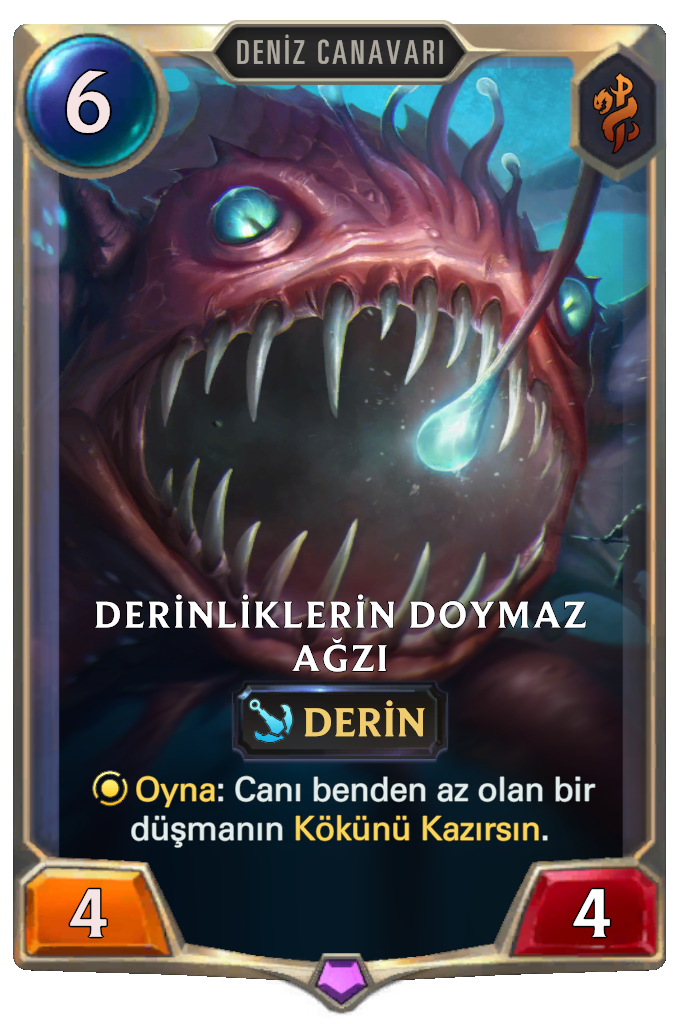 DENİZ CANAVARI
6
DERİNLİKLERİN DOYMAZ
AĞZI
DERİN
Oyna: Canı benden az olan bir
düşmanın Kökünü Kazırsın.
4
4